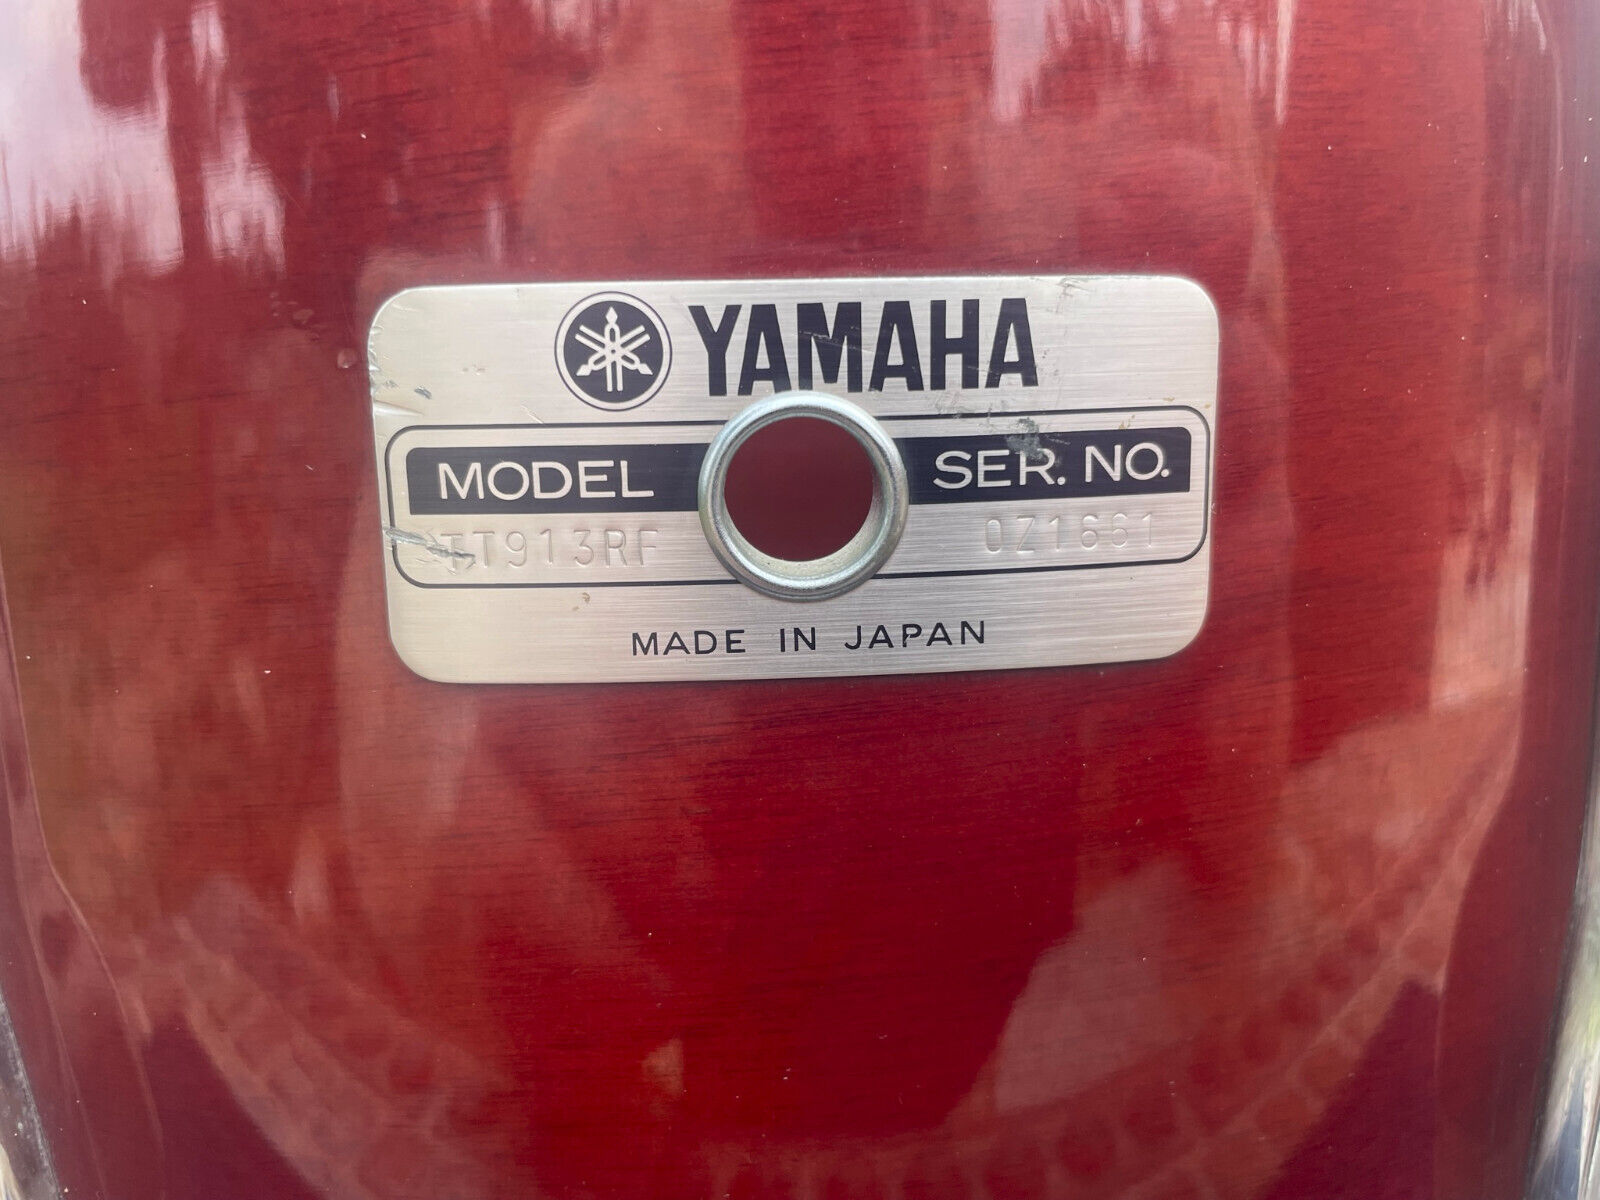 YAMAHA
MODEL SER. NO.
TT913RF 0Z1661
MADE IN JAPAN